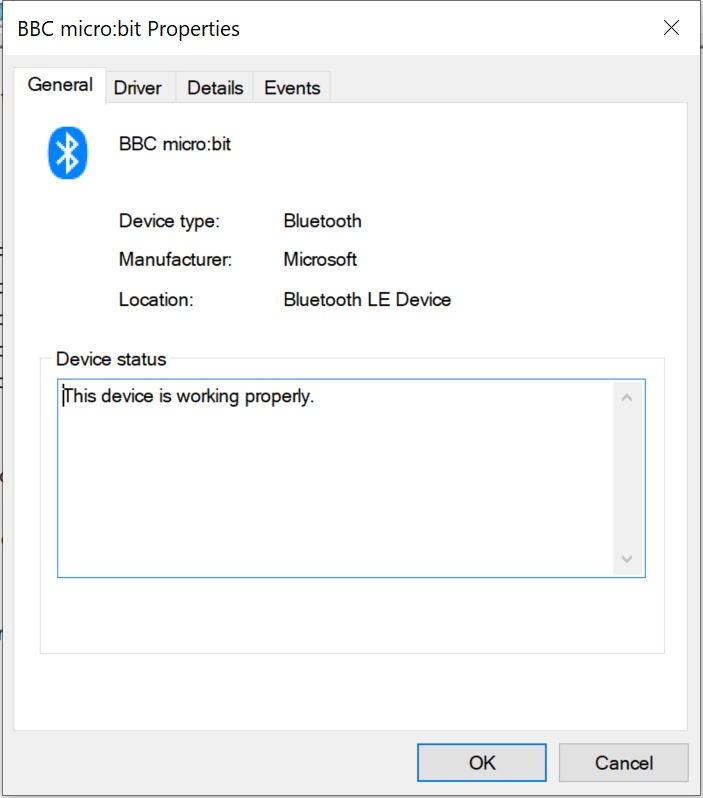 BBC micro:bit Properties
General Driver Details Events
BBC micro:bit
Device type: Bluetooth
Manufacturer: Microsoft
Location: Bluetooth LE Device
Device status
This device is working properly.
OK Cancel